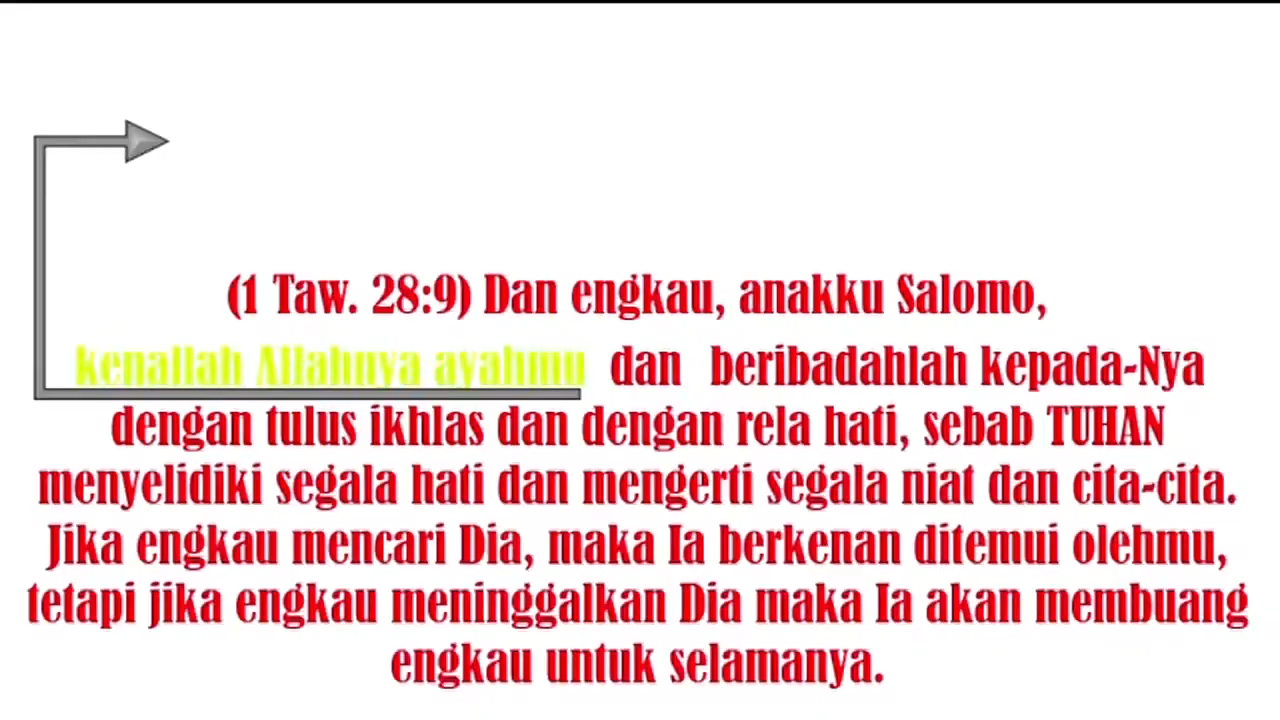 (1 Taw. 28:9) Dan engkau, anakku Salomo,
kenallah Allahnya ayahmu dan beribadahlah kepada-Nya
dengan tulus ikhlas dan dengan rela hati, sebab TUHAN
menyelidiki segala hati dan mengerti segala niat dan cita-cita.
Jika engkau mencari Dia, maka Ia berkenan ditemui olehmu,
tetapi jika engkau meninggalkan Dia maka Ia akan membuang
engkau untuk selamanya.